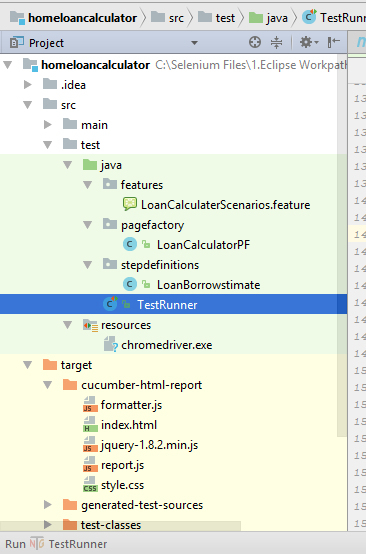 homeloancalculator src test java TestRunner
Project
homeloancalculator C:\Selenium Files\1.Eclipse Workpath
.idea
src
main
test
java
features
LoanCalculaterScenarios.feature
pagefactory
LoanCalculatorPF
stepdefinitions
LoanBorrowstimate
TestRunner
resources
chromedriver.exe
target
cucumber-html-report
formatter.js
index.html
jquery-1.8.2.min.js
report.js
style.css
generated-test-sources
test-classes
Run TestRunner